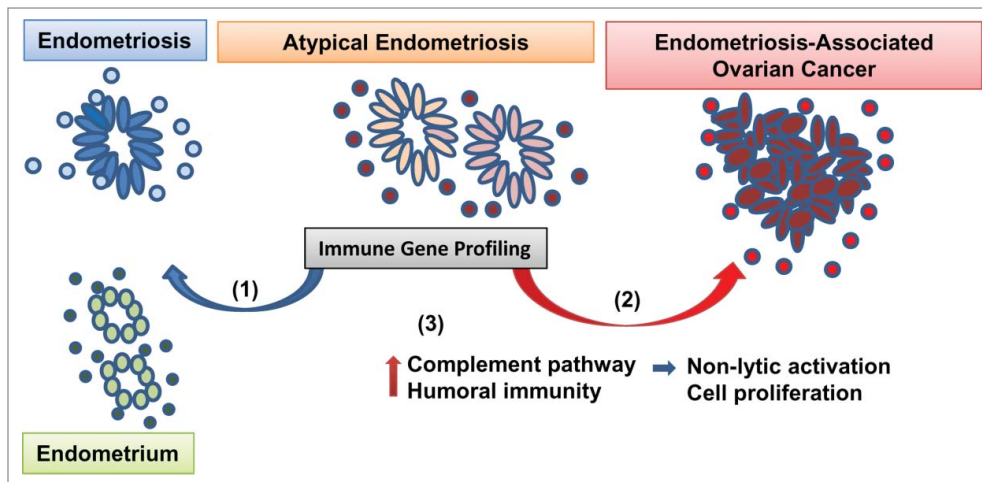 Endometriosis
Atypical Endometriosis
Endometriosis-Associated
Ovarian Cancer
Immune Gene Profiling
(1)
(2)
(3)
Complement pathway
Humoral immunity
Non-lytic activation
Cell proliferation
Endometrium